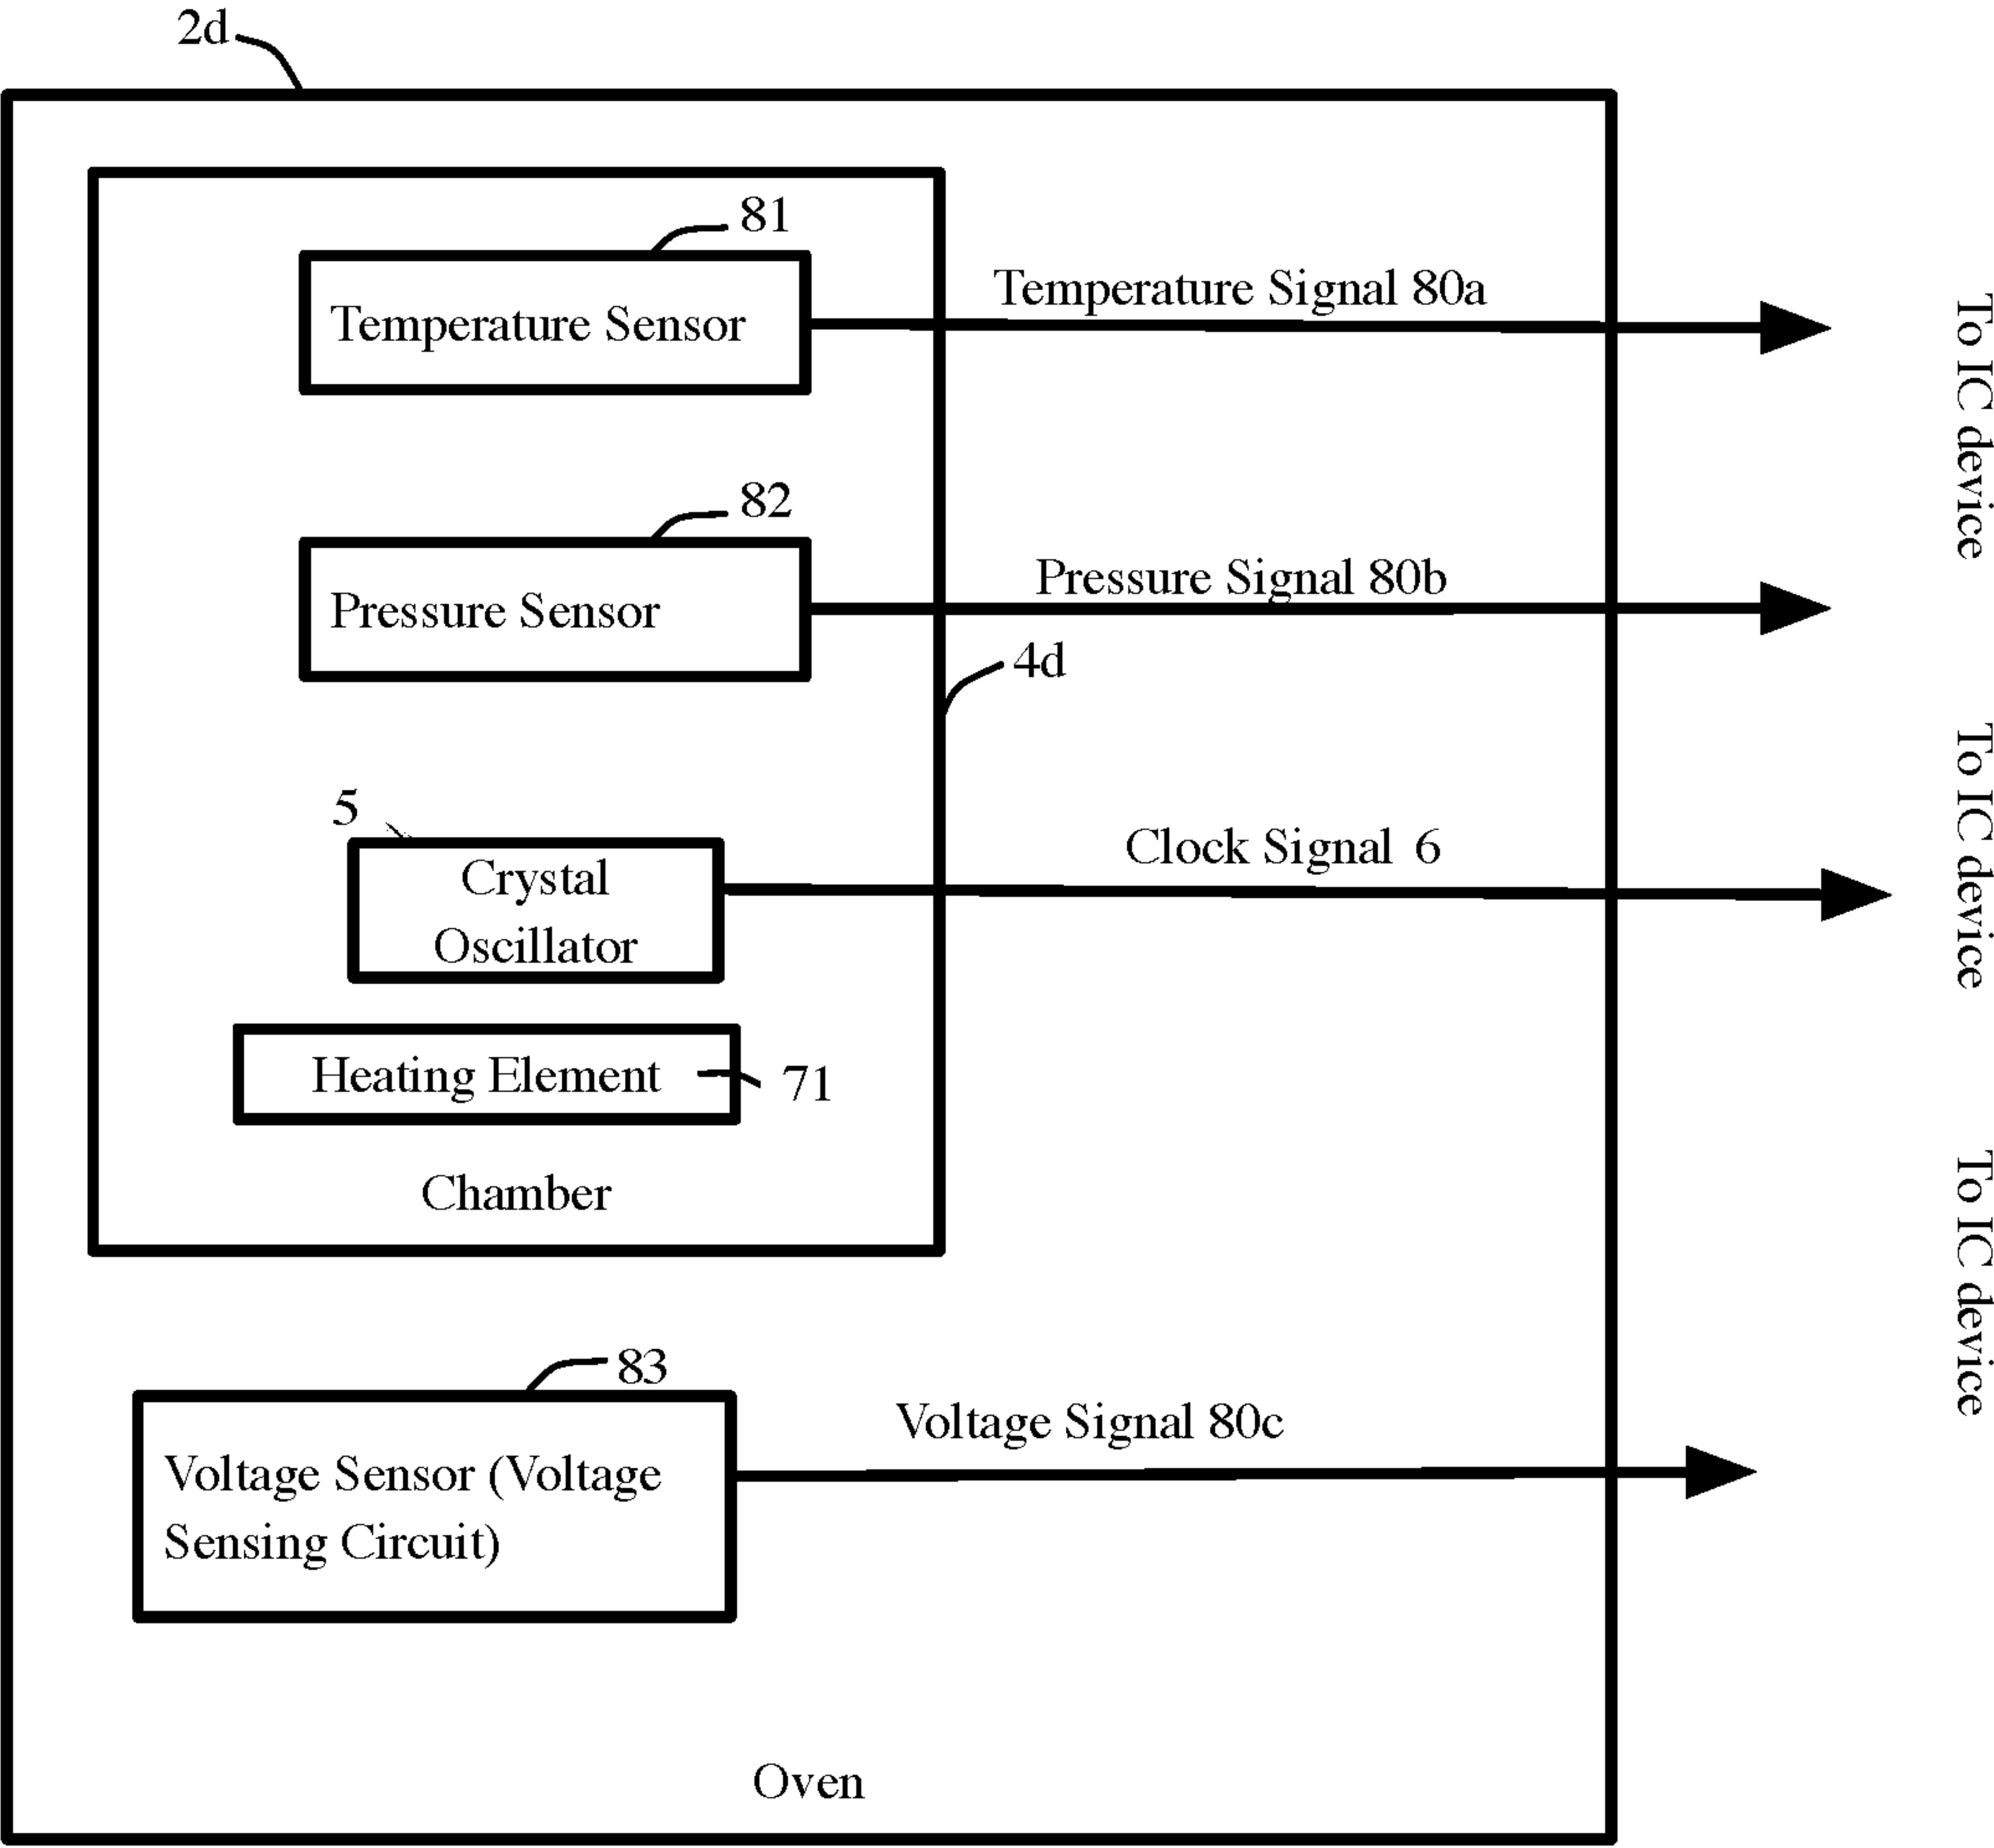 2d
81
Temperature Sensor
Temperature Signal 80a
To IC device
82
Pressure Sensor
Pressure Signal 80b
4d
To IC device
5
Crystal
Oscillator
Clock Signal 6
Heating Element
71
Chamber
To IC device
83
Voltage Sensor (Voltage
Sensing Circuit)
Voltage Signal 80c
Oven